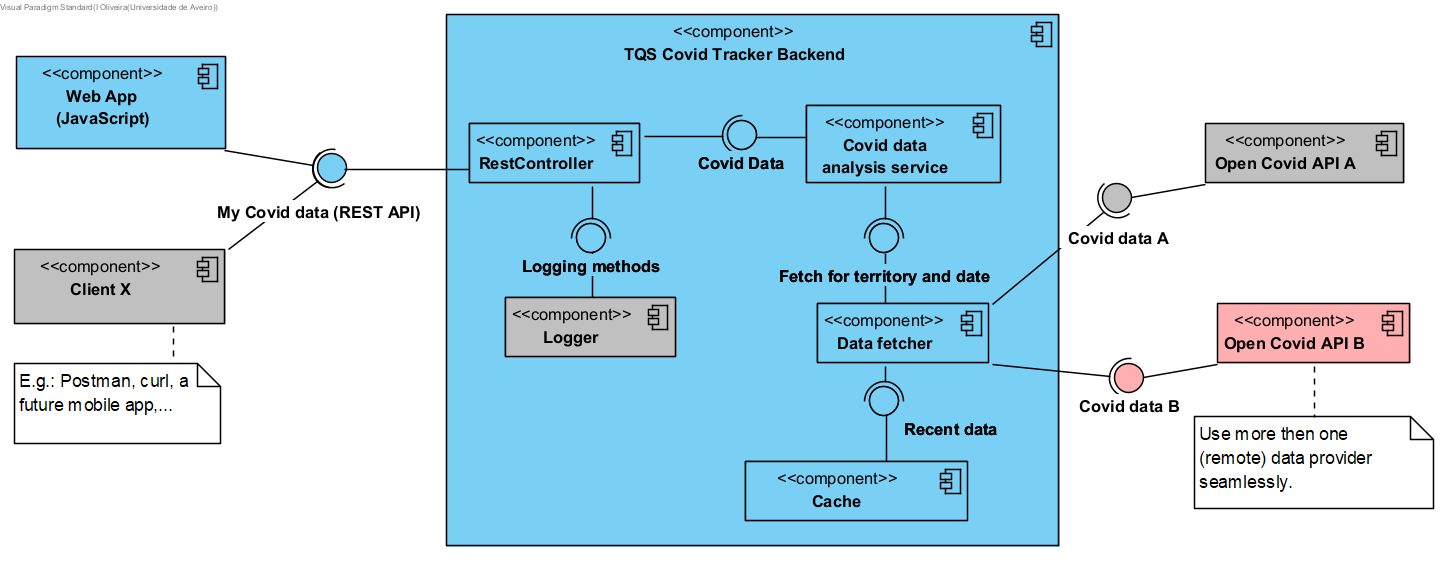 Visual Paradigm Standard(I Oliveira(Universidade de Aveiro))
<<component>>
TQS Covid Tracker Backend
<<component>>
Web App
(JavaScript)
<<component>>
RestController
Covid Data
<<component>>
Covid data
analysis service
<<component>>
Open Covid API A
My Covid data (REST API)
Covid data A
<<component>>
Client X
Logging methods
Fetch for territory and date
<<component>>
Logger
<<component>>
Data fetcher
<<component>>
Open Covid API B
E.g.: Postman, curl, a
future mobile app,...
Covid data B
Recent data
Use more then one
(remote) data provider
seamlessly.
<<component>>
Cache